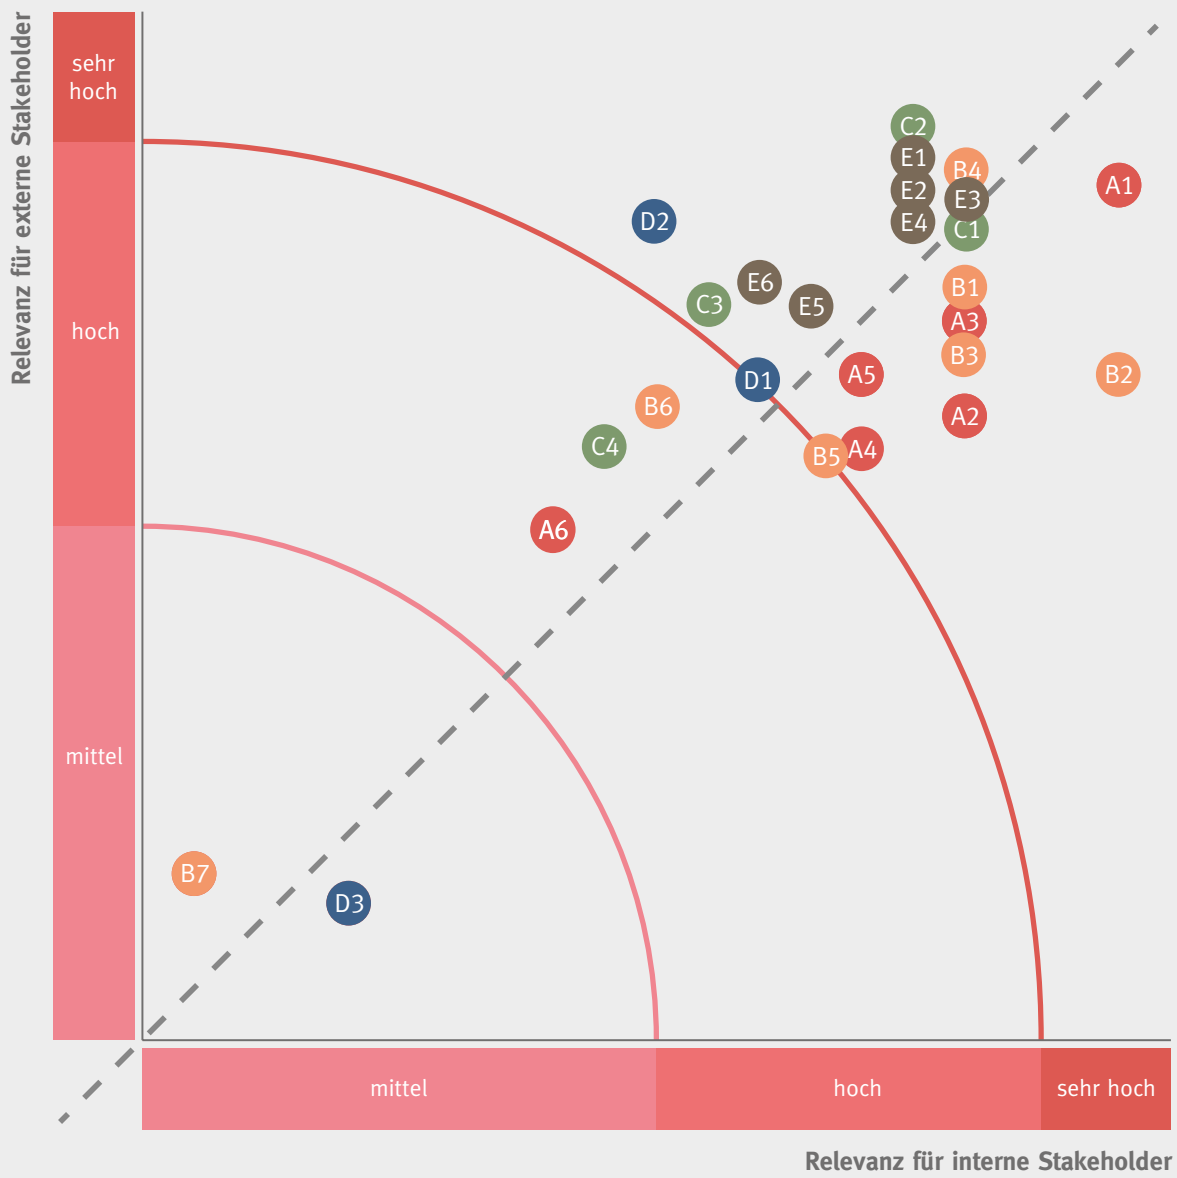 Relevanz für externe Stakeholder
sehr
hoch
hoch
mittel
C2
E1
B4
A1
E2
E3
D2
E4
C1
E6
B1
C3
E5
A3
B3
D1
A5
B2
B6
A2
C4
B5
A4
A6
B7
D3
mittel
hoch
sehr hoch
Relevanz für interne Stakeholder